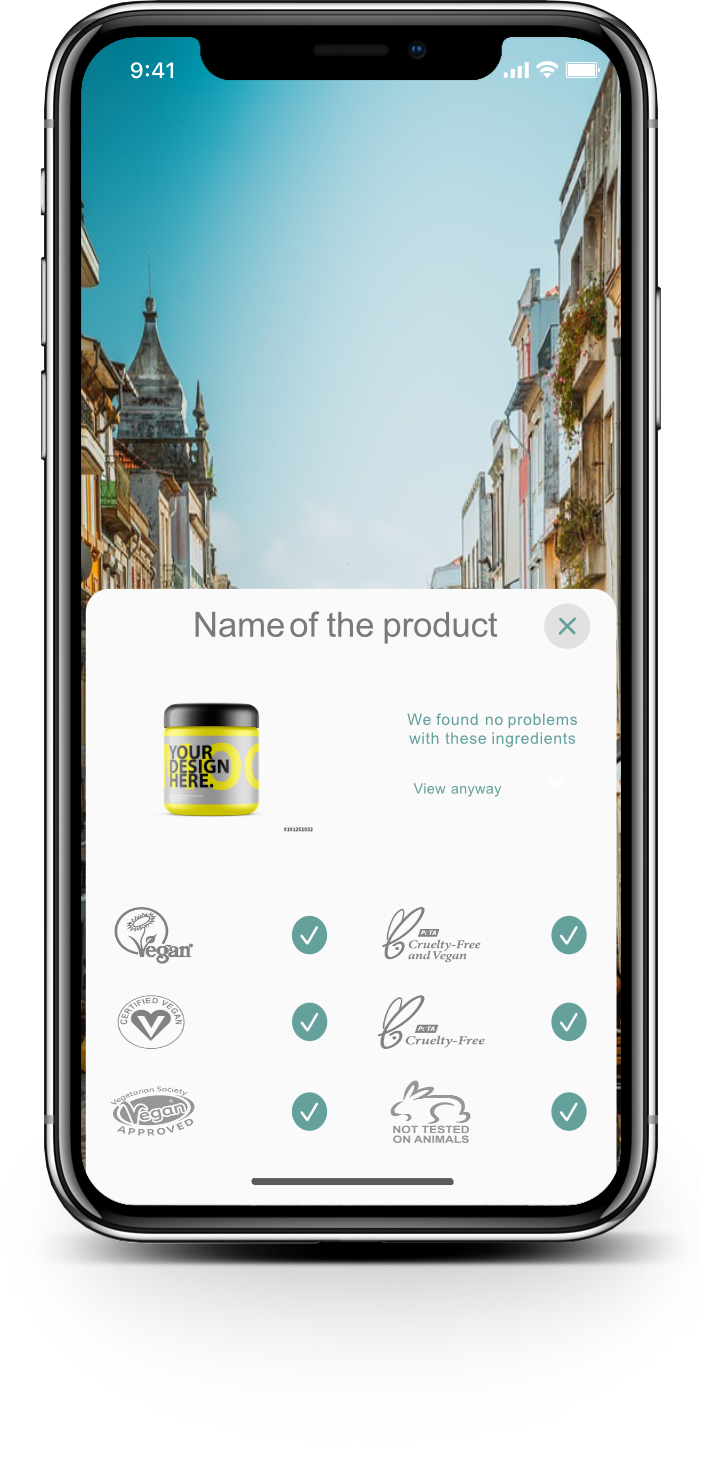 9:41
Name of the product
YOUR
DESIGN
HERE.
We found no problems
with these ingredients
View anyway
#191251032
Vegan
PETA
Cruelty-Free
and Vegan
CERTIFIED VEGAN
V
PETA
Cruelty-Free
Vegetarian Society
Vegan
APPROVED
NOT TESTED
ON ANIMALS